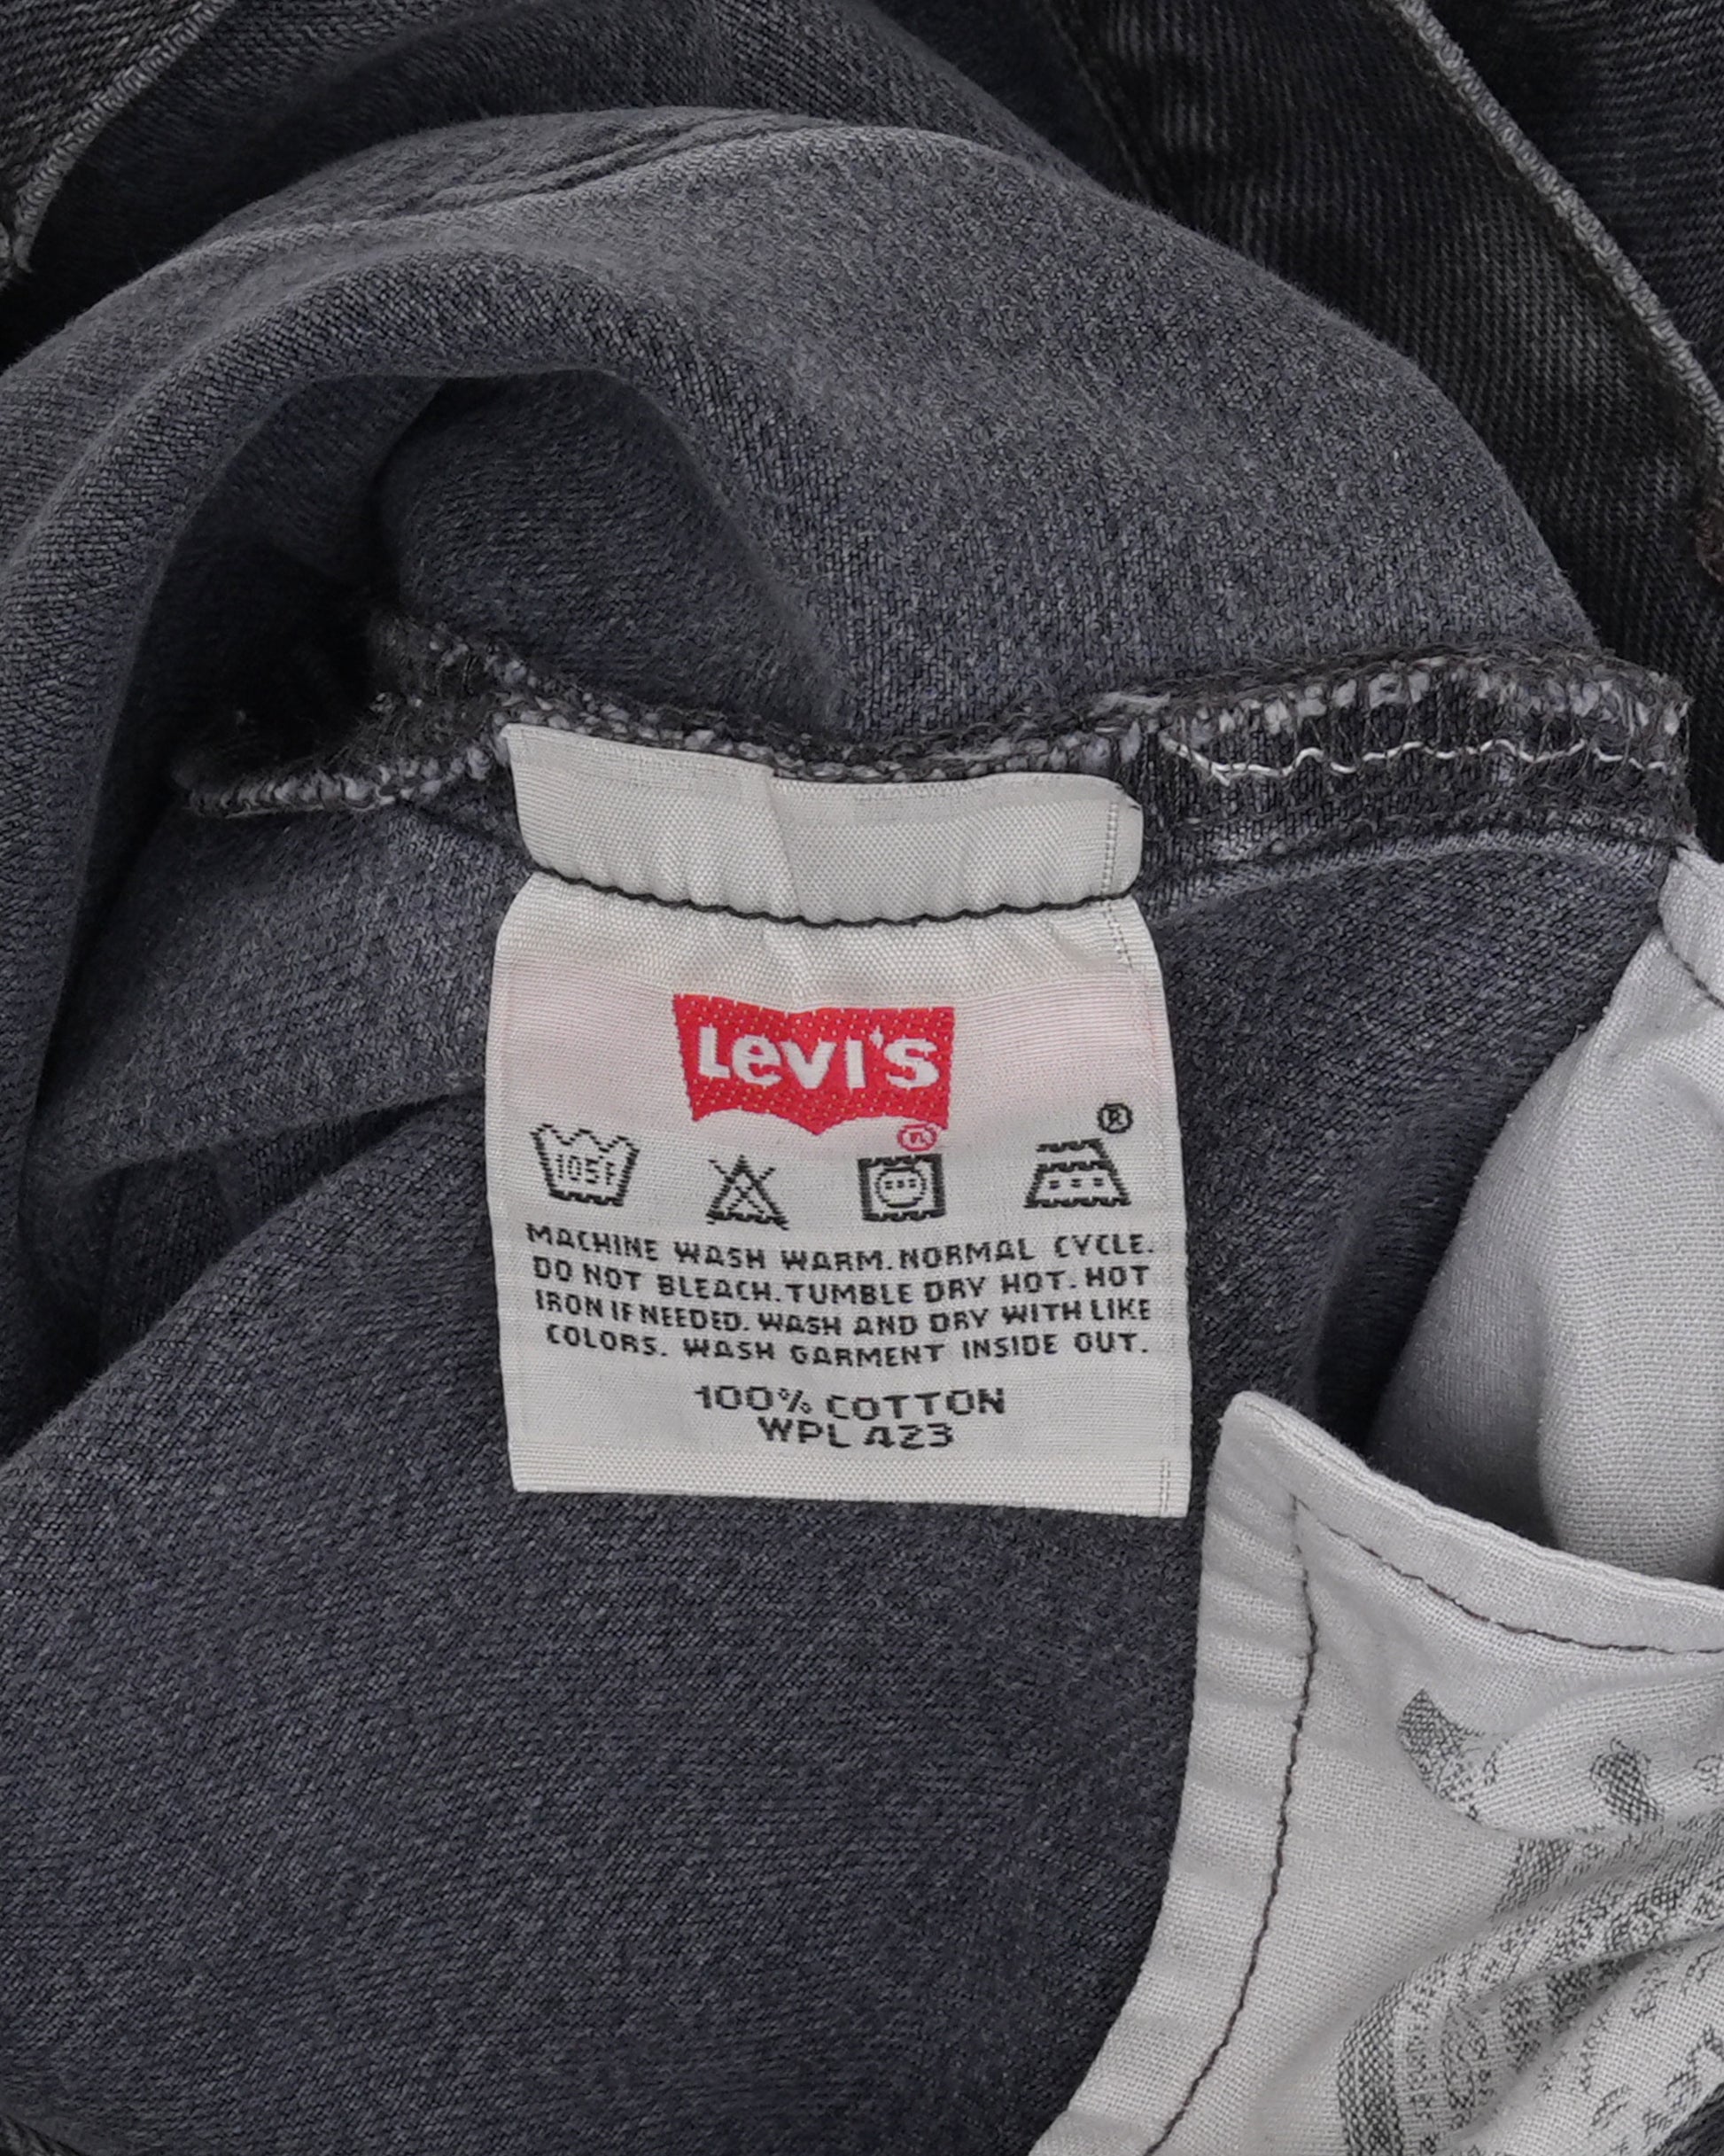 Levi's
®
®
105F
MACHINE WASH WARM. NORMAL CYCLE.
DO NOT BLEACH. TUMBLE DRY HOT. HOT
IRON IF NEEDED. WASH AND DRY WITH LIKE
COLORS. WASH GARMENT INSIDE OUT.
100% COTTON
WPL 423